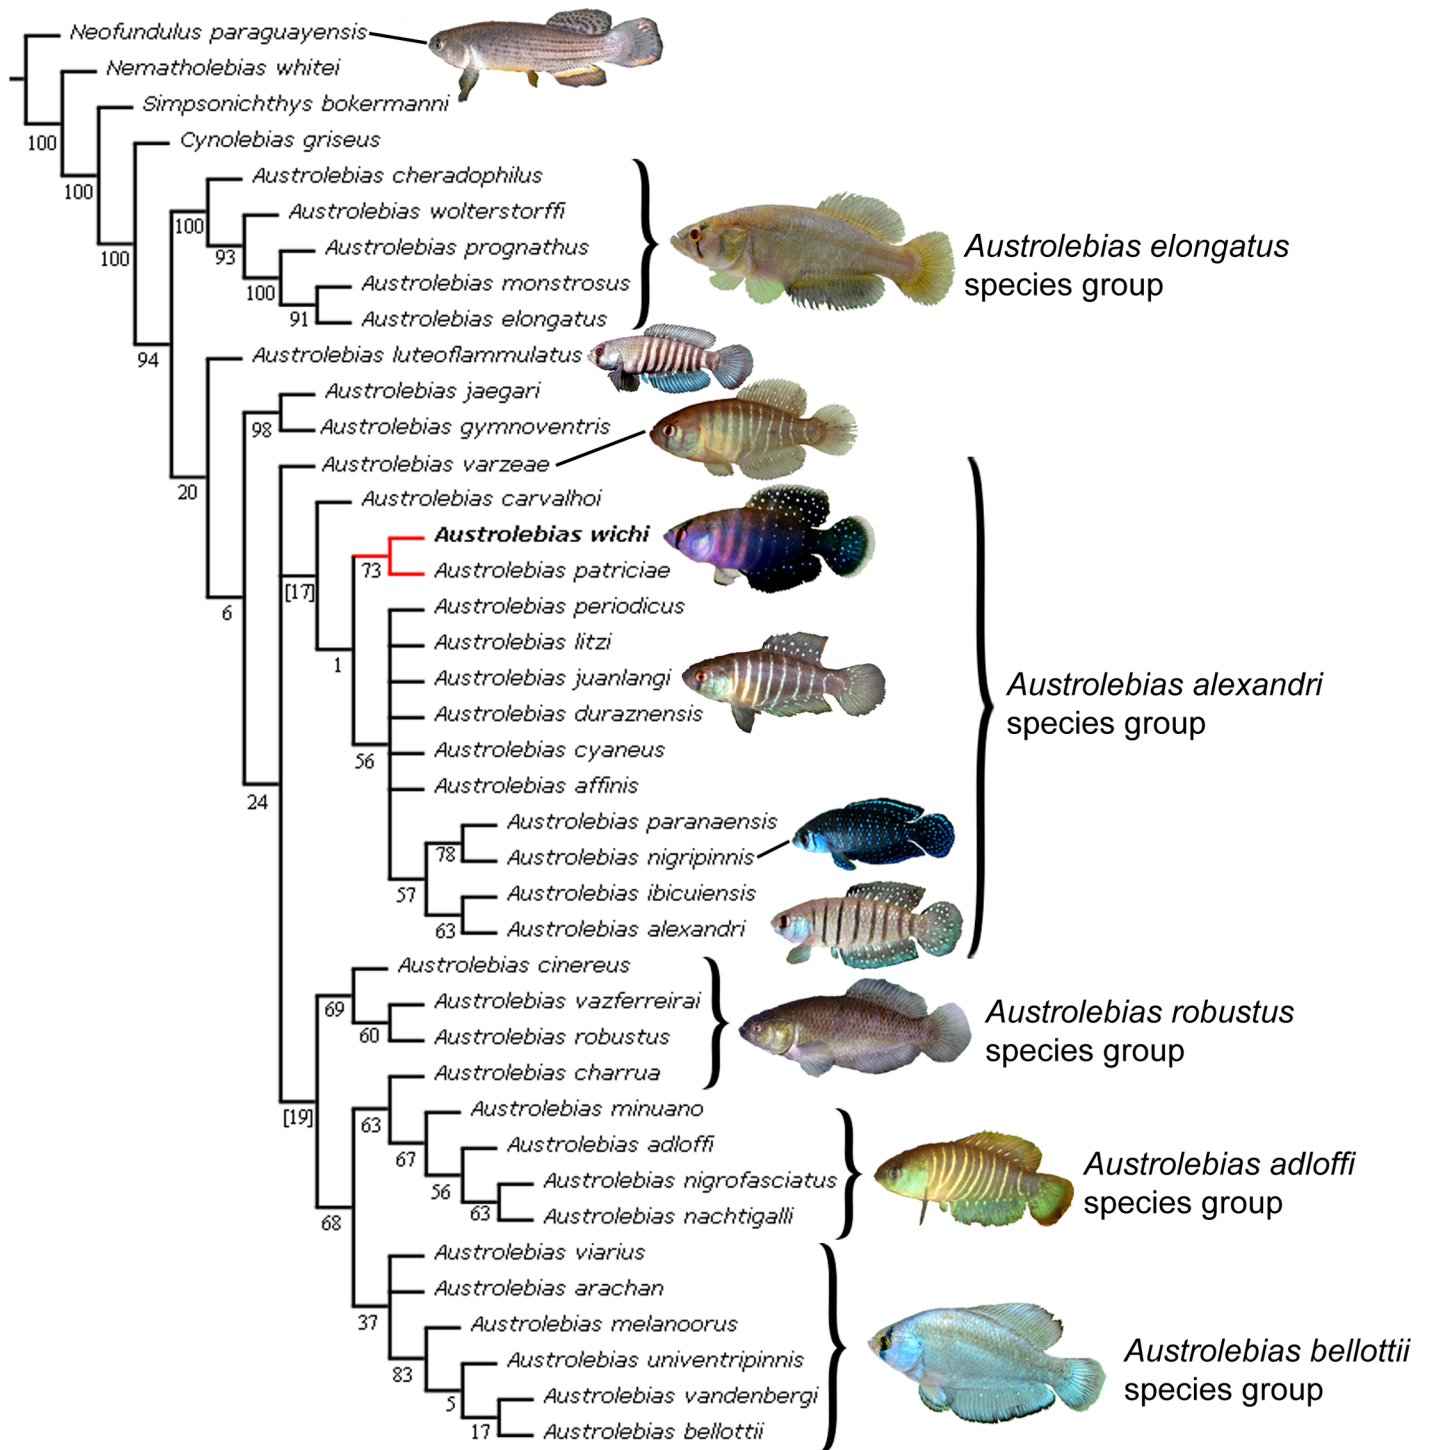 Neofundulus paraguayensis
Nematholebias whitei
Simpsonichthys bokermanni
Cynolebias griseus
100
Austrolebias cheradophilus
100
Austrolebias wolterstorffi
100
Austrolebias prognathus
93
100
Austrolebias monstrosus
100
Austrolebias elongatus
91
Austrolebias elongatus
species group
94
Austrolebias luteoflammulatus
Austrolebias jaegari
Austrolebias gymnoventris
98
Austrolebias varzeae
20
Austrolebias carvalhoi
Austrolebias wichi
Austrolebias patriciae
73
[17]
Austrolebias periodicus
6
Austrolebias litzi
1
Austrolebias juanlangi
Austrolebias duraznensis
Austrolebias cyaneus
56
Austrolebias affinis
24
Austrolebias paranaensis
Austrolebias nigripinnis
78
Austrolebias ibicuiensis
57
Austrolebias alexandri
63
Austrolebias alexandri
species group
Austrolebias cinereus
Austrolebias vazferreirai
69
Austrolebias robustus
60
Austrolebias charrua
Austrolebias robustus
species group
[19]
Austrolebias minuano
63
Austrolebias adloffi
67
Austrolebias nigrofasciatus
56
Austrolebias nachtigalli
63
68
Austrolebias adloffi
species group
Austrolebias viarius
Austrolebias arachan
37
Austrolebias melanoorus
Austrolebias univentripinnis
83
Austrolebias vandenbergi
5
Austrolebias bellottii
17
Austrolebias bellottii
species group